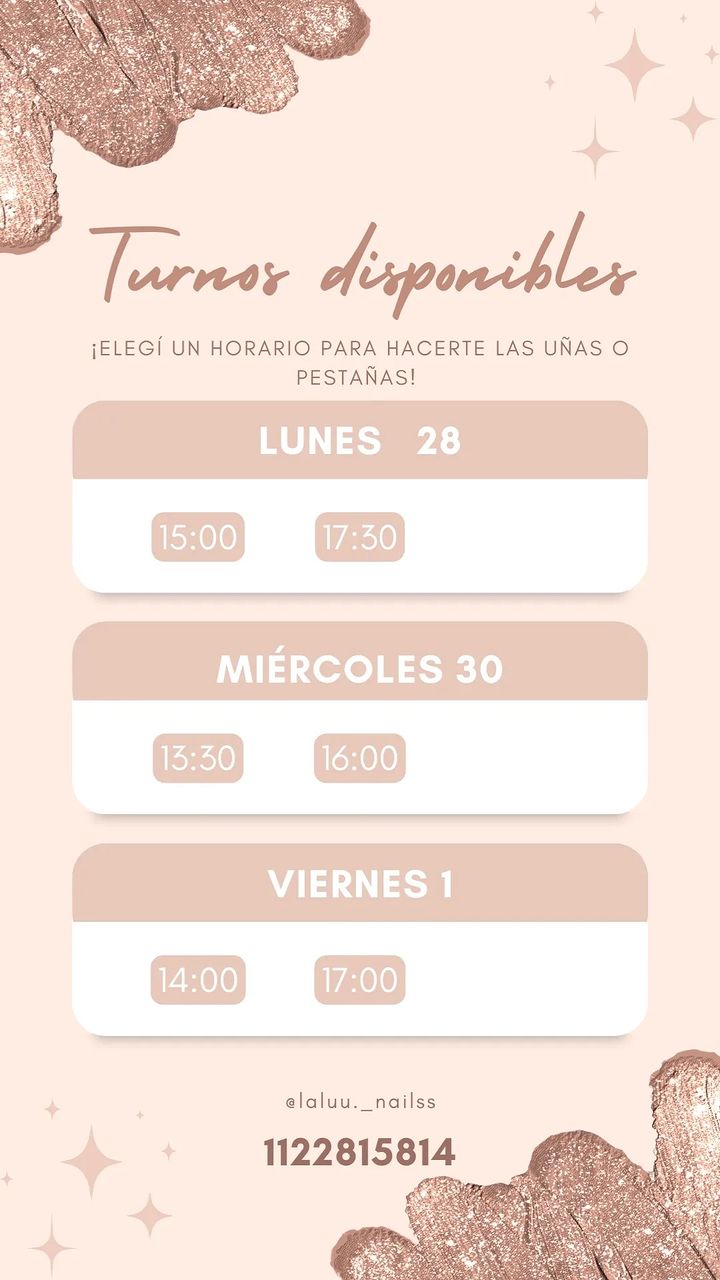 Turnos disponibles
¡ELEGÍ UN HORARIO PARA HACERTE LAS UÑAS O
PESTAÑAS!
LUNES 28
15:00 17:30
MIÉRCOLES 30
13:30 16:00
VIERNES 1
14:00 17:00
@laluu._nailss
1122815814